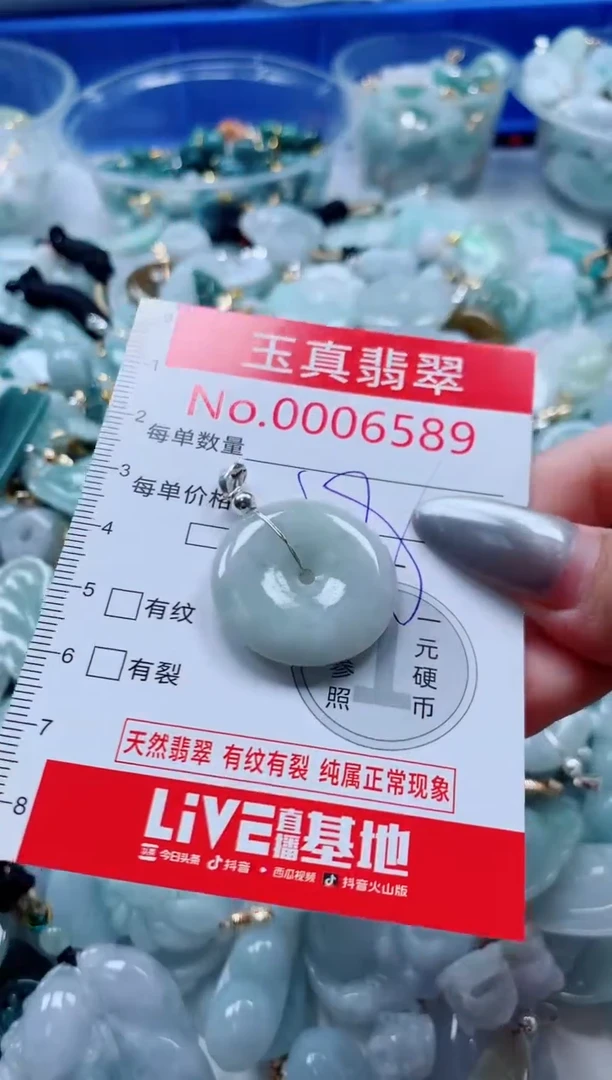 玉真翡翠
No.0006589
每单数量
每单价格
1
2
3
4
5
6
7
8
有纹
有裂
一元硬币
参照
天然翡翠 有纹有裂 纯属正常现象
LiVE直播基地
头条 今日头条 抖音 • 西瓜视频 抖音火山版